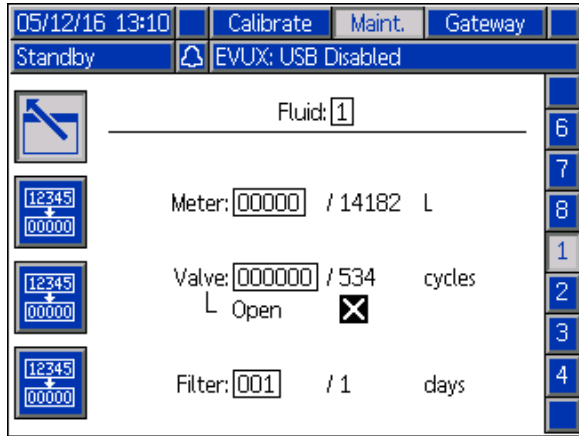 05/12/16 13:10 Calibrate Maint. Gateway
Standby EVUX: USB Disabled
Fluid: 1
6
7
12345
00000
Meter: 00000 / 14182 L
8
1
12345
00000
Valve: 000000 / 534 cycles
2
Open
3
12345
00000
Filter: 001 / 1 days
4